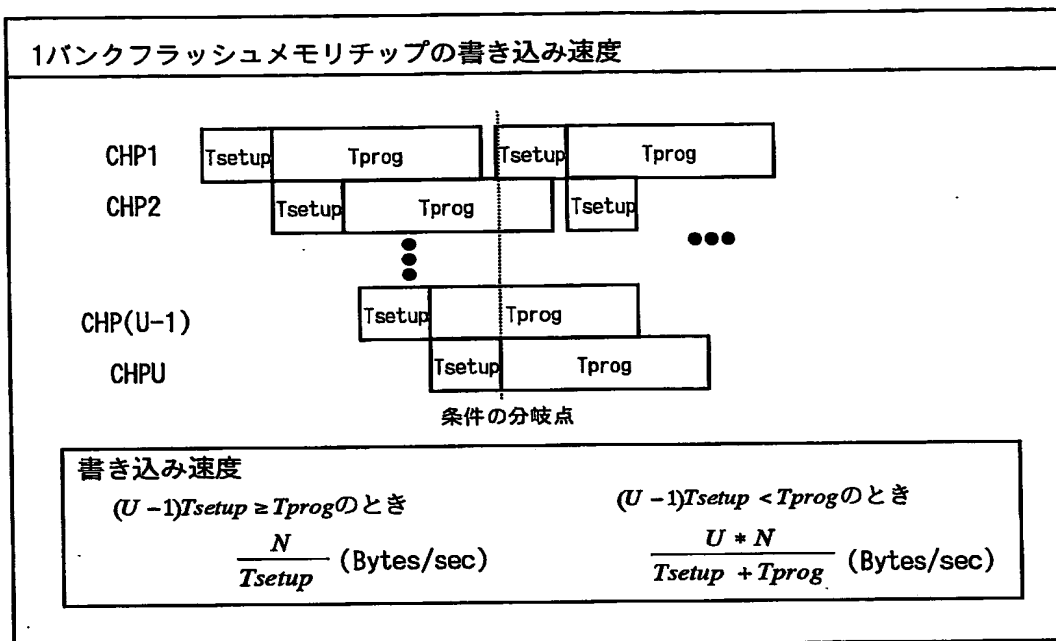 1バンクフラッシュメモリチップの書き込み速度
CHP1 Tsetup Tprog Tsetup Tprog
CHP2 Tsetup Tprog Tsetup
CHP(U-1) Tsetup Tprog
CHPU Tsetup Tprog
条件の分岐点
書き込み速度
(U-1)Tsetup ≥ Tprogのとき (U-1)Tsetup < Tprogのとき
N U * N
Tsetup (Bytes/sec) Tsetup + Tprog (Bytes/sec)